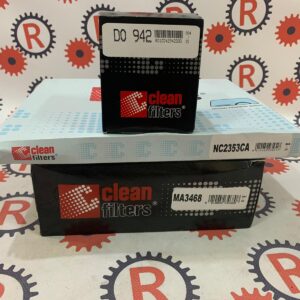 DO 942
clean
filters
clean
filters
NC2353CA
clean
filters
MA3468
R
R
R
R